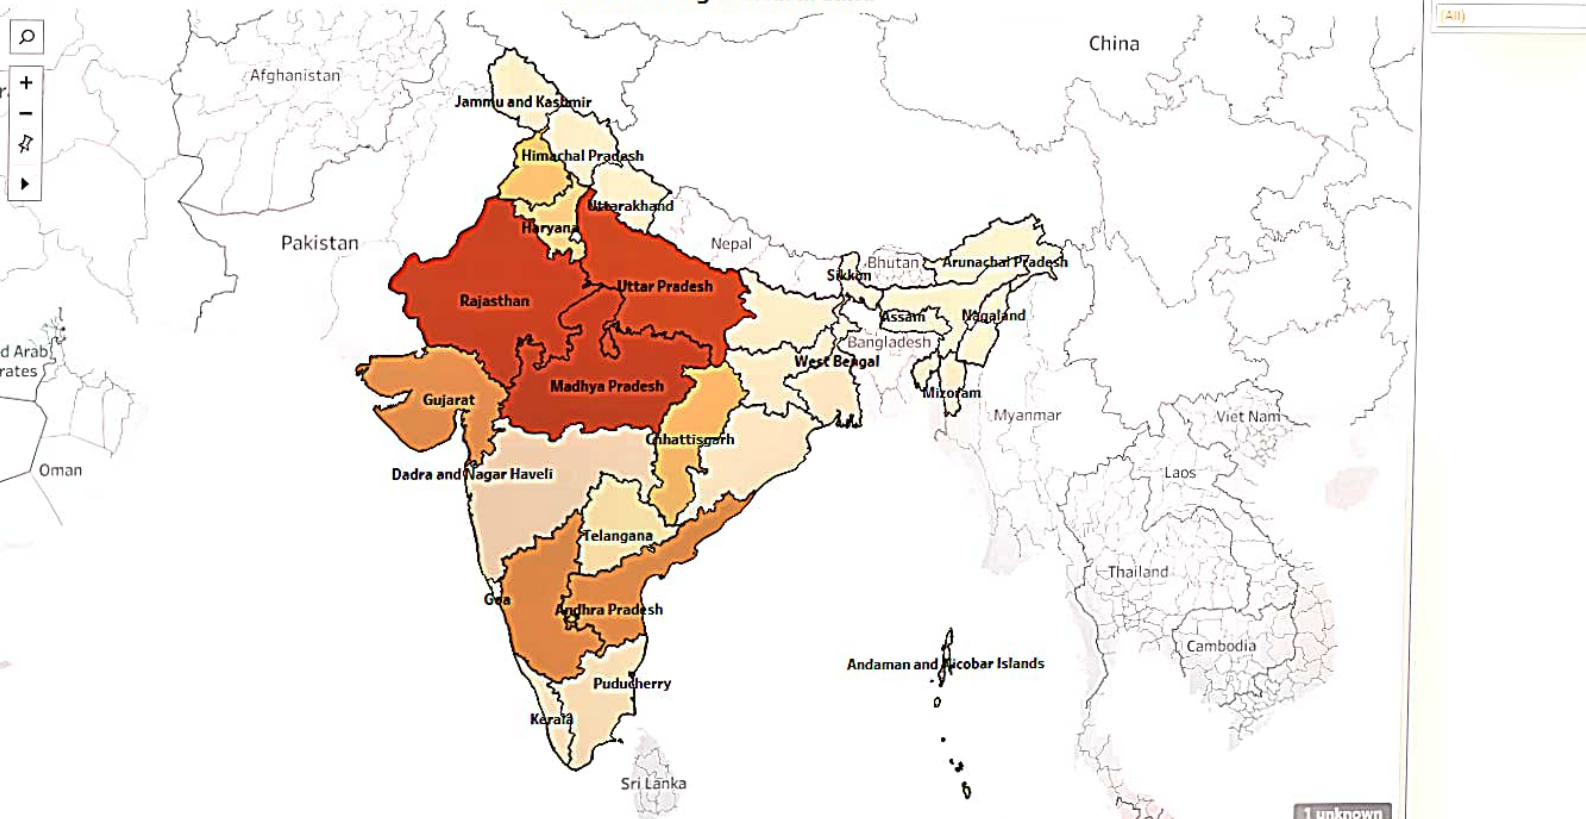 (All)
China
Afghanistan
Jammu and Kashmir
Himachal Pradesh
Uttarakhand
Haryana
Pakistan
Nepal
Bhutan
Arunachal Pradesh
Sikkim
Rajasthan
Uttar Pradesh
Assam
Nagaland
Bangladesh
d Arab
rates
West Bengal
Madhya Pradesh
Mizoram
Gujarat
Myanmar
Viet Nam
Chhattisgarh
Oman
Dadra and Nagar Haveli
Laos
Telangana
Thailand
Goa
Andhra Pradesh
Cambodia
Andaman and Nicobar Islands
Puducherry
Kerala
Sri Lanka
1 unknown